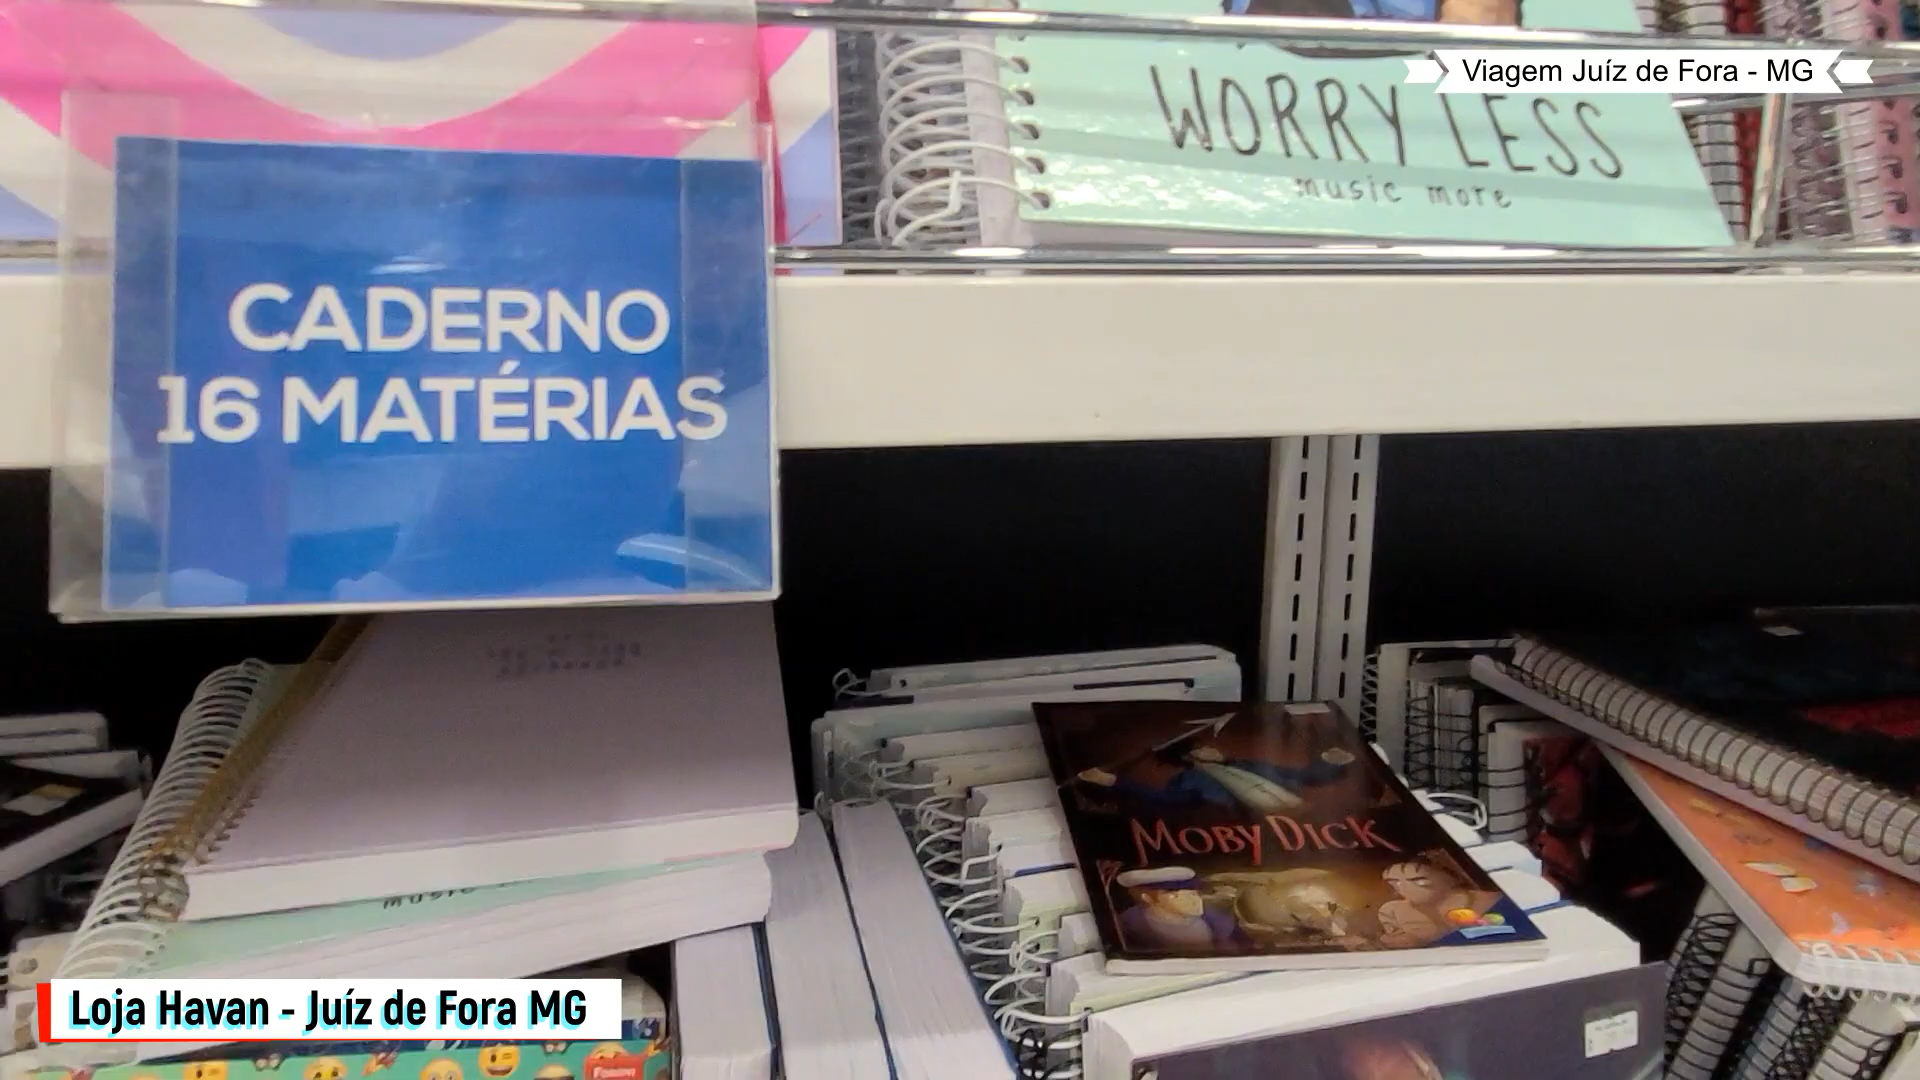 Viagem Juíz de Fora - MG
WORRY LESS
music more
CADERNO
16 MATÉRIAS
MOBY DICK
music
Loja Havan - Juíz de Fora MG